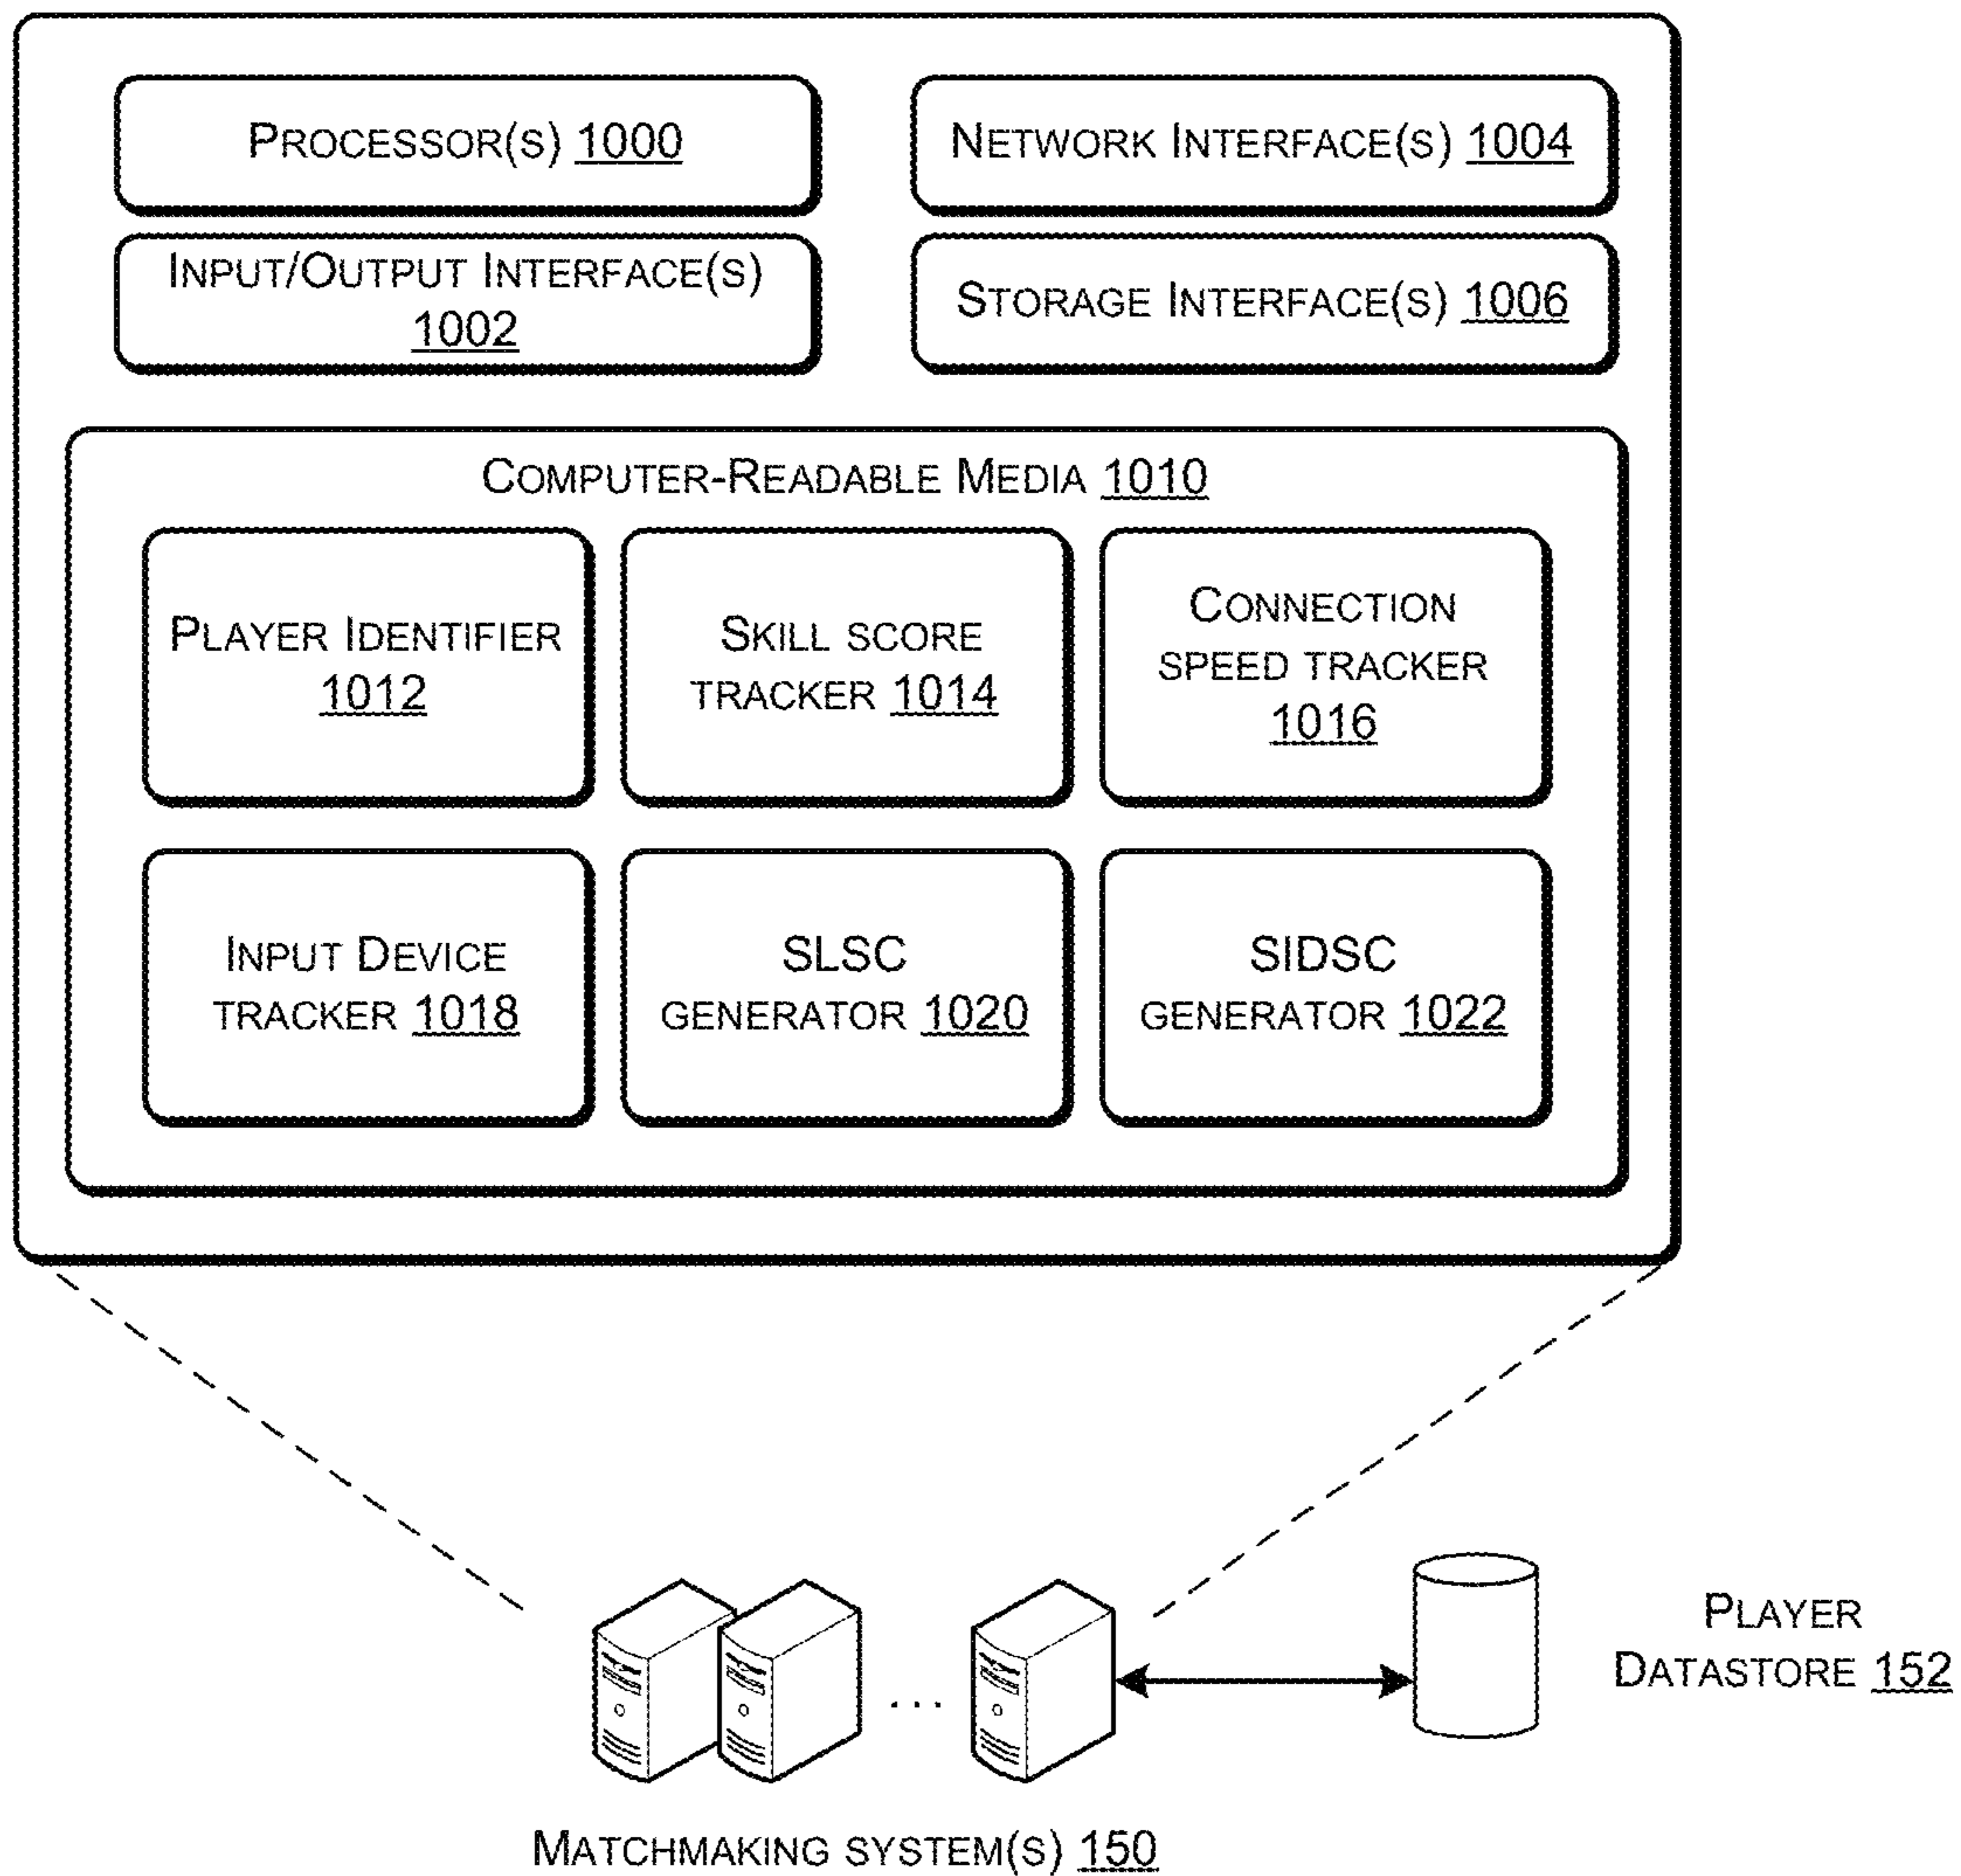 PROCESSOR(S) 1000
NETWORK INTERFACE(S) 1004
INPUT/OUTPUT INTERFACE(S)
1002
STORAGE INTERFACE(S) 1006
COMPUTER-READABLE MEDIA 1010
PLAYER IDENTIFIER
1012
SKILL SCORE
TRACKER 1014
CONNECTION
SPEED TRACKER
1016
INPUT DEVICE
TRACKER 1018
SLSC
GENERATOR 1020
SIDSC
GENERATOR 1022
...
PLAYER
DATASTORE 152
MATCHMAKING SYSTEM(S) 150